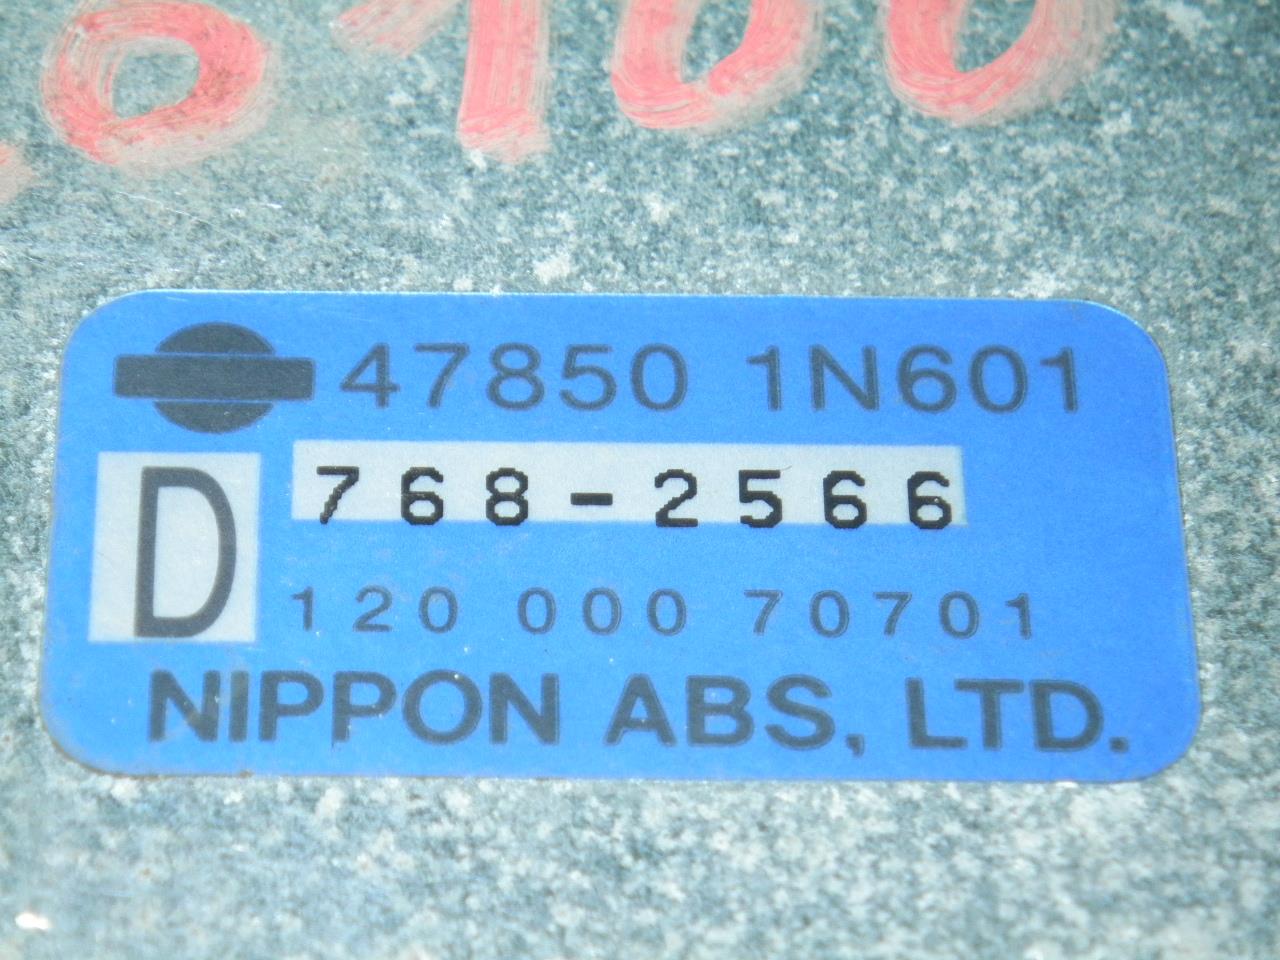 47850 1N601
D 768-2566
120 000 70701
NIPPON ABS, LTD.